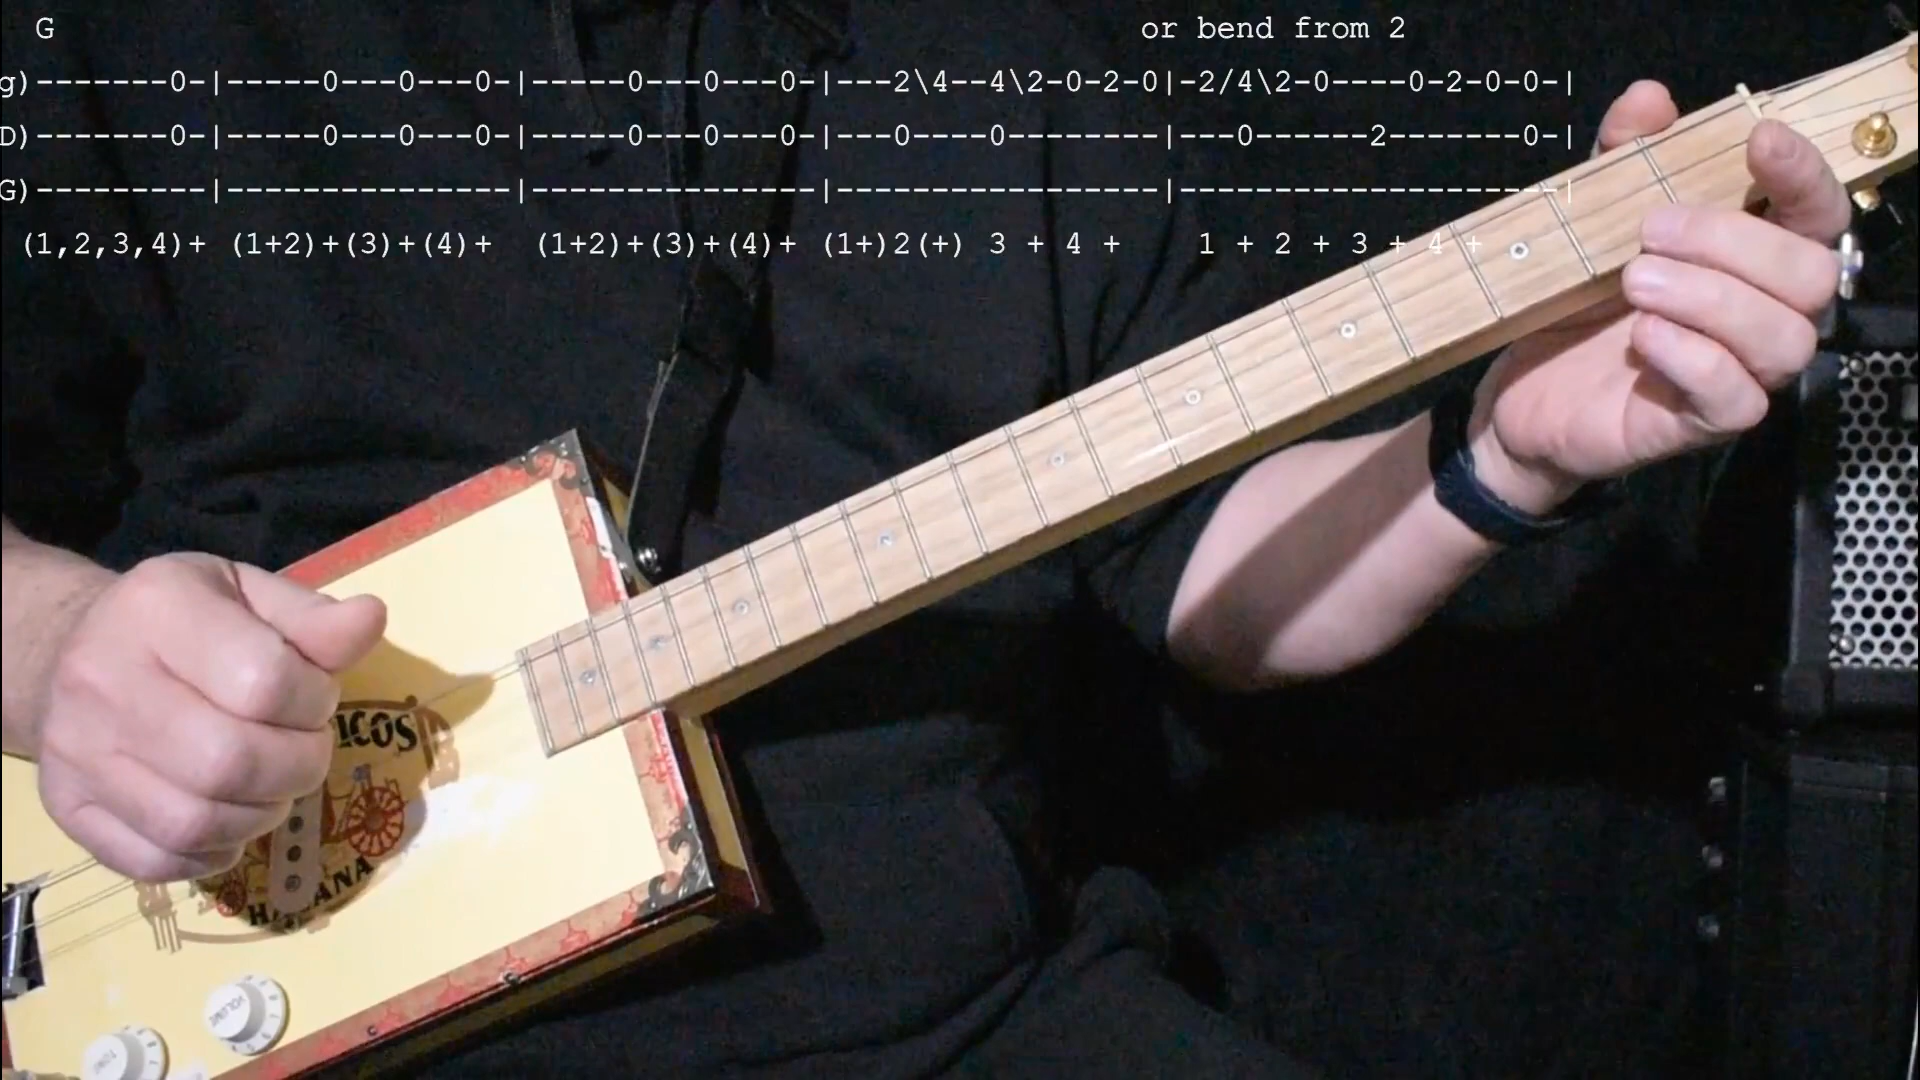 G
or bend from 2
g)-------0-|-----0---0---0-|-----0---0---0-|---2\4--4\2-0-2-0|-2/4\2-0----0-2-0-0-|
D)-------0-|-----0---0---0-|-----0---0---0-|---0----0--------|---0------2-------0-|
G)---------|---------------|---------------|-----------------|--------------------|
(1,2,3,4)+ (1+2)+(3)+(4)+ (1+2)+(3)+(4)+ (1+)2(+) 3 + 4 + 1 + 2 + 3 + 4 +
VOLUME
TONE